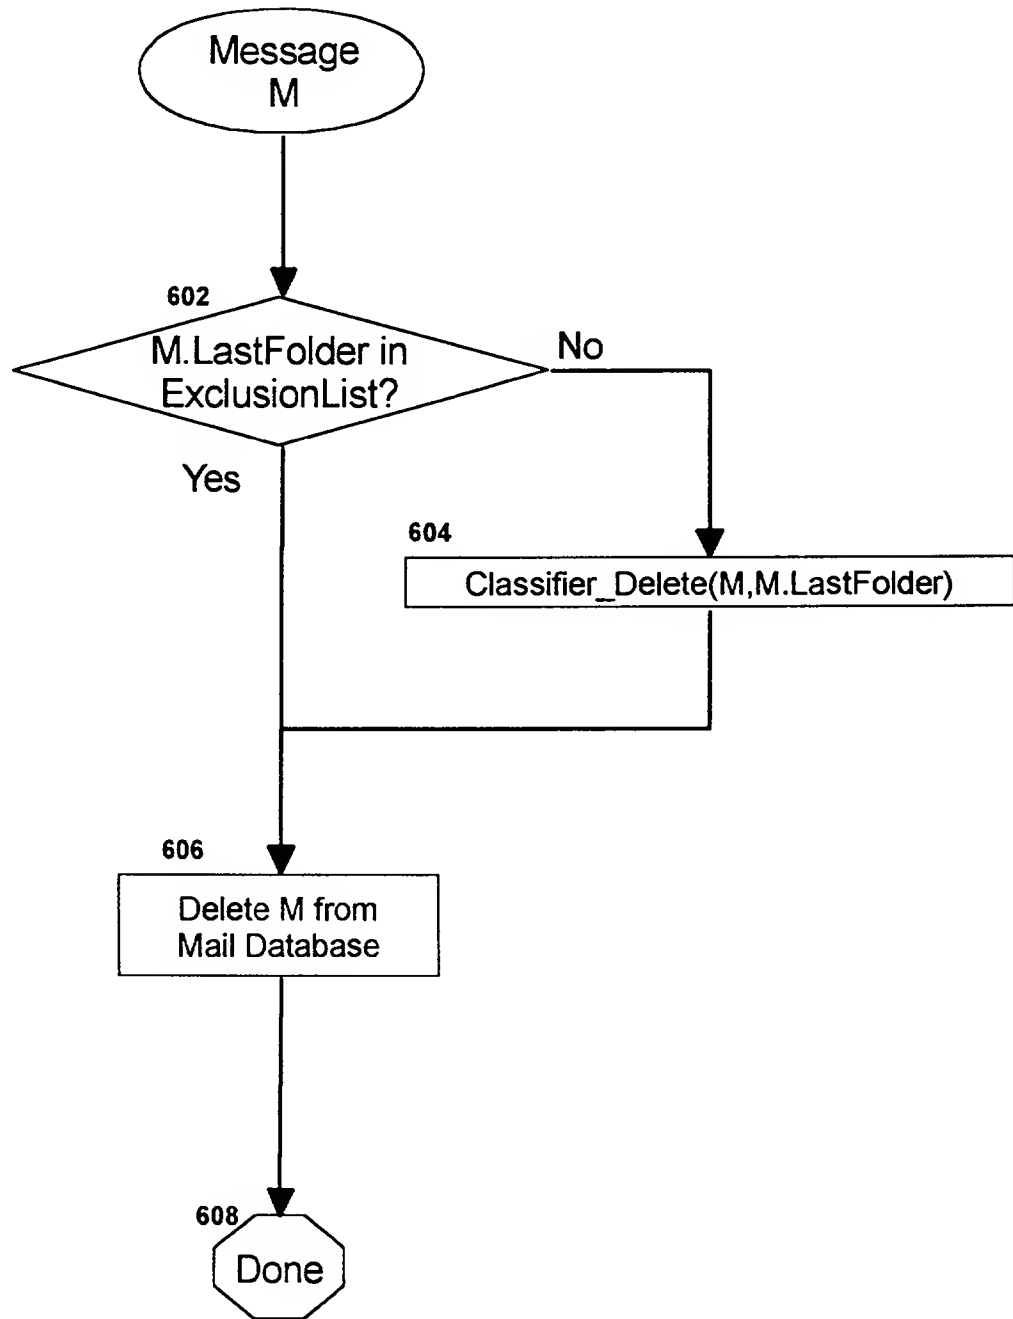 Message
M
602
M.LastFolder in
ExclusionList?
No
Yes
604
Classifier_Delete(M,M.LastFolder)
606
Delete M from
Mail Database
608
Done